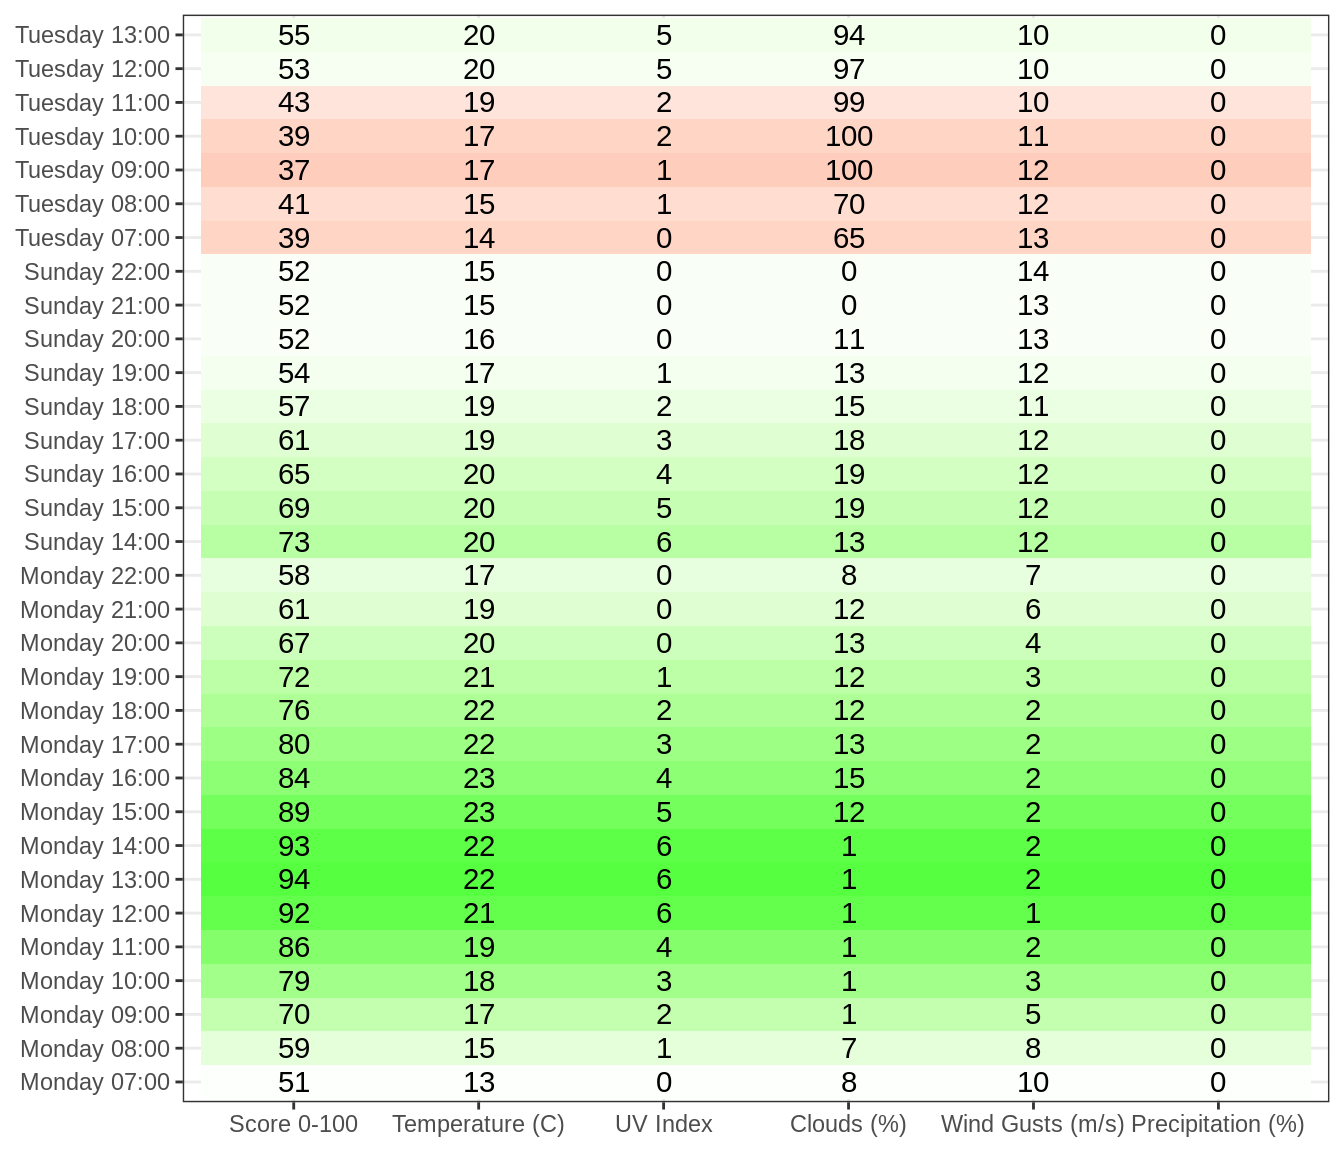 Tuesday 13:00 55 20 5 94 10 0
Tuesday 12:00 53 20 5 97 10 0
Tuesday 11:00 43 19 2 99 10 0
Tuesday 10:00 39 17 2 100 11 0
Tuesday 09:00 37 17 1 100 12 0
Tuesday 08:00 41 15 1 70 12 0
Tuesday 07:00 39 14 0 65 13 0
Sunday 22:00 52 15 0 0 14 0
Sunday 21:00 52 15 0 0 13 0
Sunday 20:00 52 16 0 11 13 0
Sunday 19:00 54 17 1 13 12 0
Sunday 18:00 57 19 2 15 11 0
Sunday 17:00 61 19 3 18 12 0
Sunday 16:00 65 20 4 19 12 0
Sunday 15:00 69 20 5 19 12 0
Sunday 14:00 73 20 6 13 12 0
Monday 22:00 58 17 0 8 7 0
Monday 21:00 61 19 0 12 6 0
Monday 20:00 67 20 0 13 4 0
Monday 19:00 72 21 1 12 3 0
Monday 18:00 76 22 2 12 2 0
Monday 17:00 80 22 3 13 2 0
Monday 16:00 84 23 4 15 2 0
Monday 15:00 89 23 5 12 2 0
Monday 14:00 93 22 6 1 2 0
Monday 13:00 94 22 6 1 2 0
Monday 12:00 92 21 6 1 1 0
Monday 11:00 86 19 4 1 2 0
Monday 10:00 79 18 3 1 3 0
Monday 09:00 70 17 2 1 5 0
Monday 08:00 59 15 1 7 8 0
Monday 07:00 51 13 0 8 10 0
Score 0-100 Temperature (C) UV Index Clouds (%) Wind Gusts (m/s) Precipitation (%)